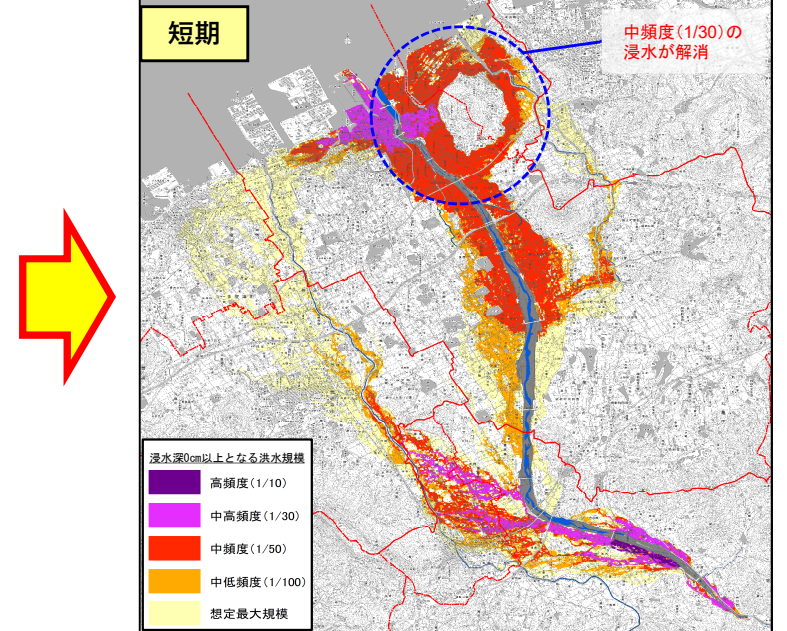 短期
中頻度(1/30)の
浸水が解消
浸水深0cm以上となる洪水規模
高頻度(1/10)
中高頻度(1/30)
中頻度(1/50)
中低頻度(1/100)
想定最大規模